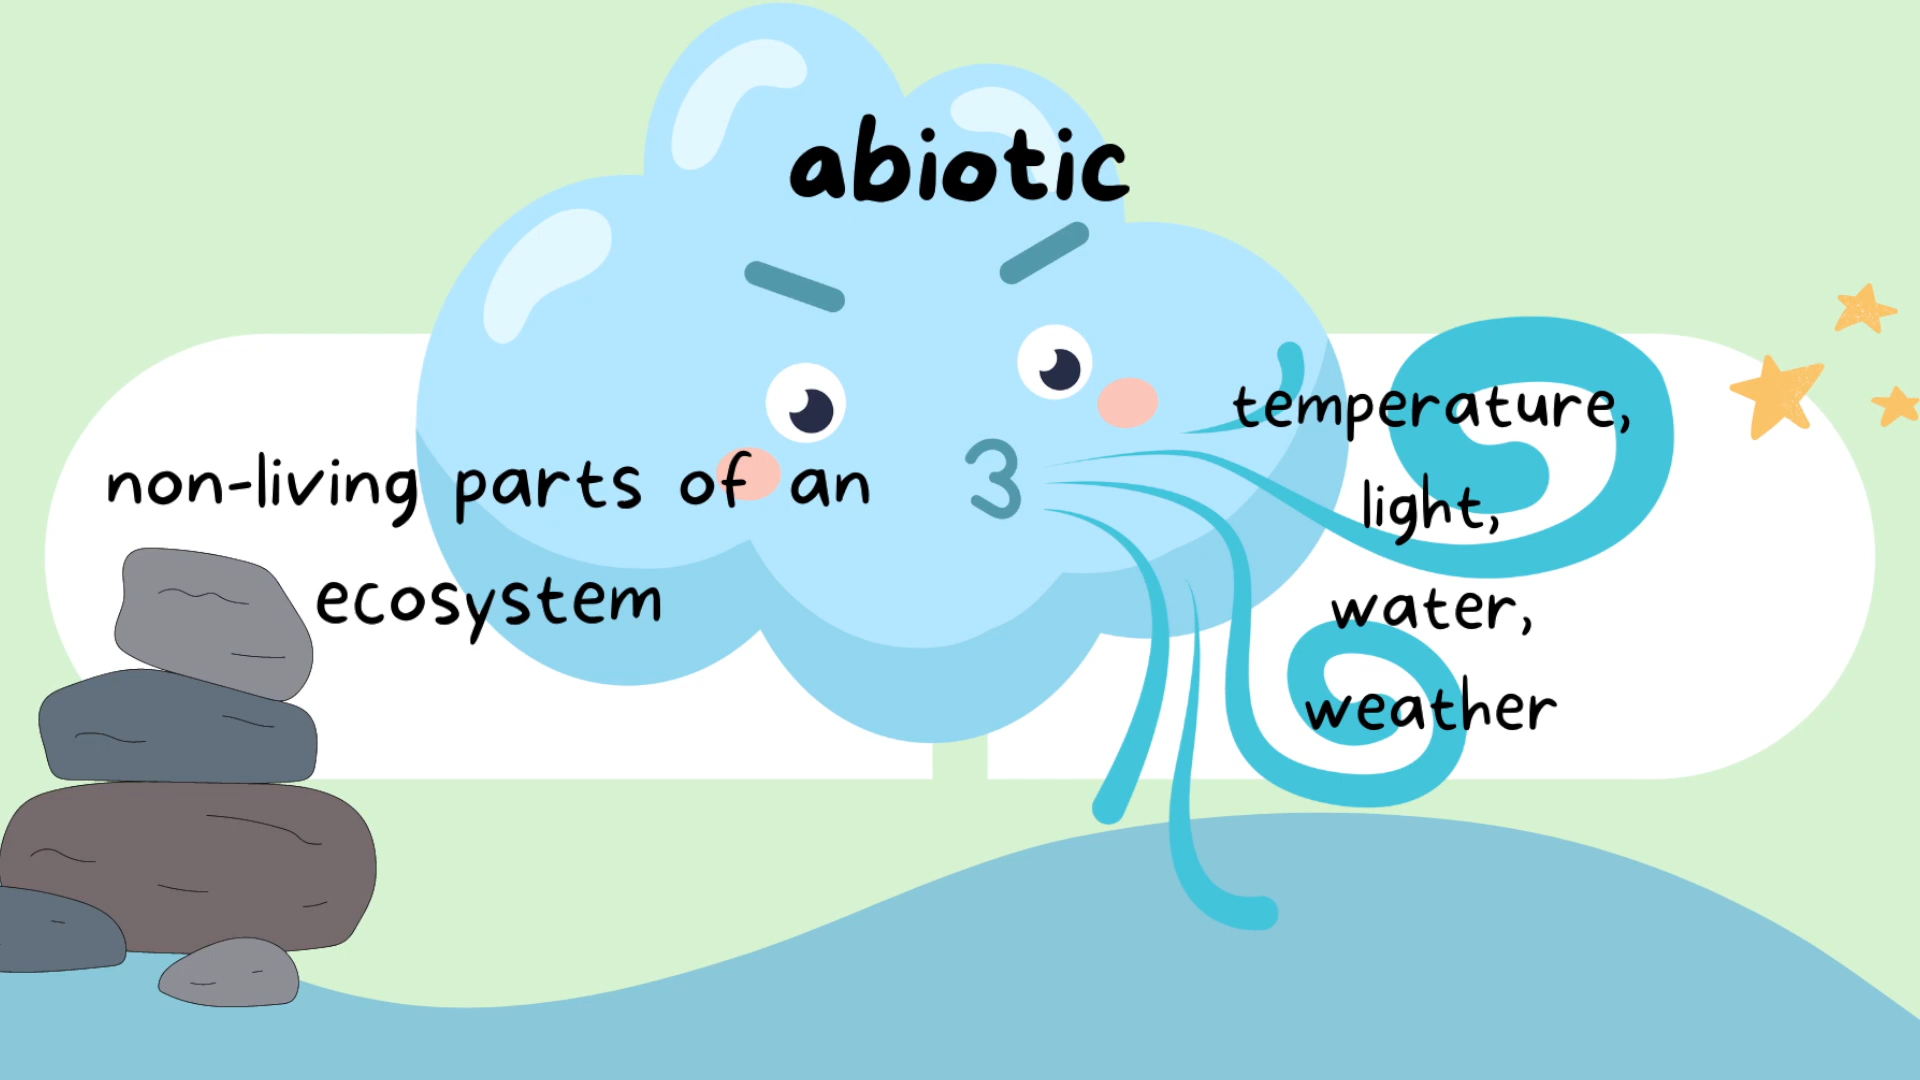 abiotic
non-living parts of an
ecosystem
temperature,
light,
water,
weather